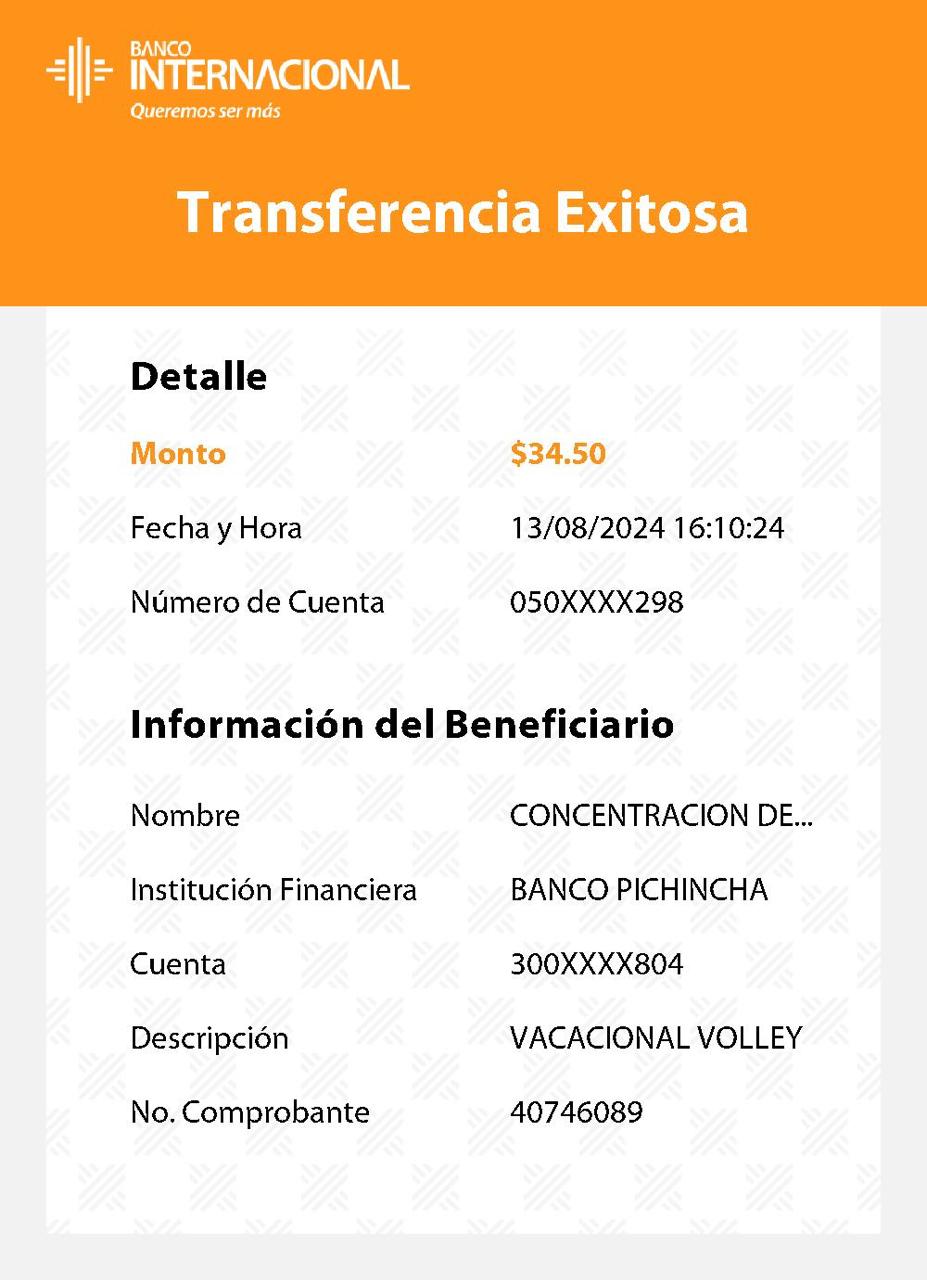 BANCO
INTERNACIONAL
Queremos ser más
Transferencia Exitosa
Detalle
Monto $34.50
Fecha y Hora 13/08/2024 16:10:24
Número de Cuenta 050XXXX298
Información del Beneficiario
Nombre CONCENTRACION DE...
Institución Financiera BANCO PICHINCHA
Cuenta 300XXXX804
Descripción VACACIONAL VOLLEY
No. Comprobante 40746089